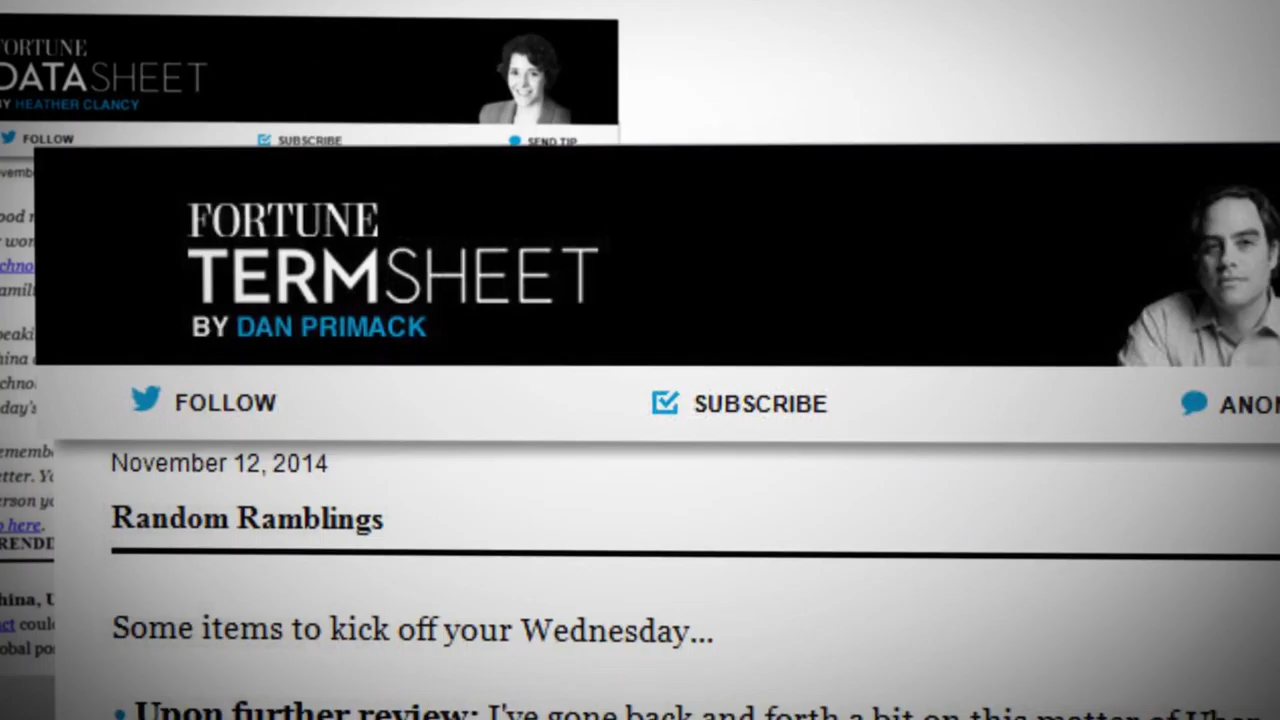 FORTUNE
DATASHEET
BY HEATHER CLANCY
FOLLOW
SUBSCRIBE
SEND TIP
FORTUNE
TERMSHEET
BY DAN PRIMACK
FOLLOW
SUBSCRIBE
November 12, 2014
Random Ramblings
Some items to kick off your Wednesday...
• Upon further review: I've gone back and forth a bit on this matter of Uber
here.